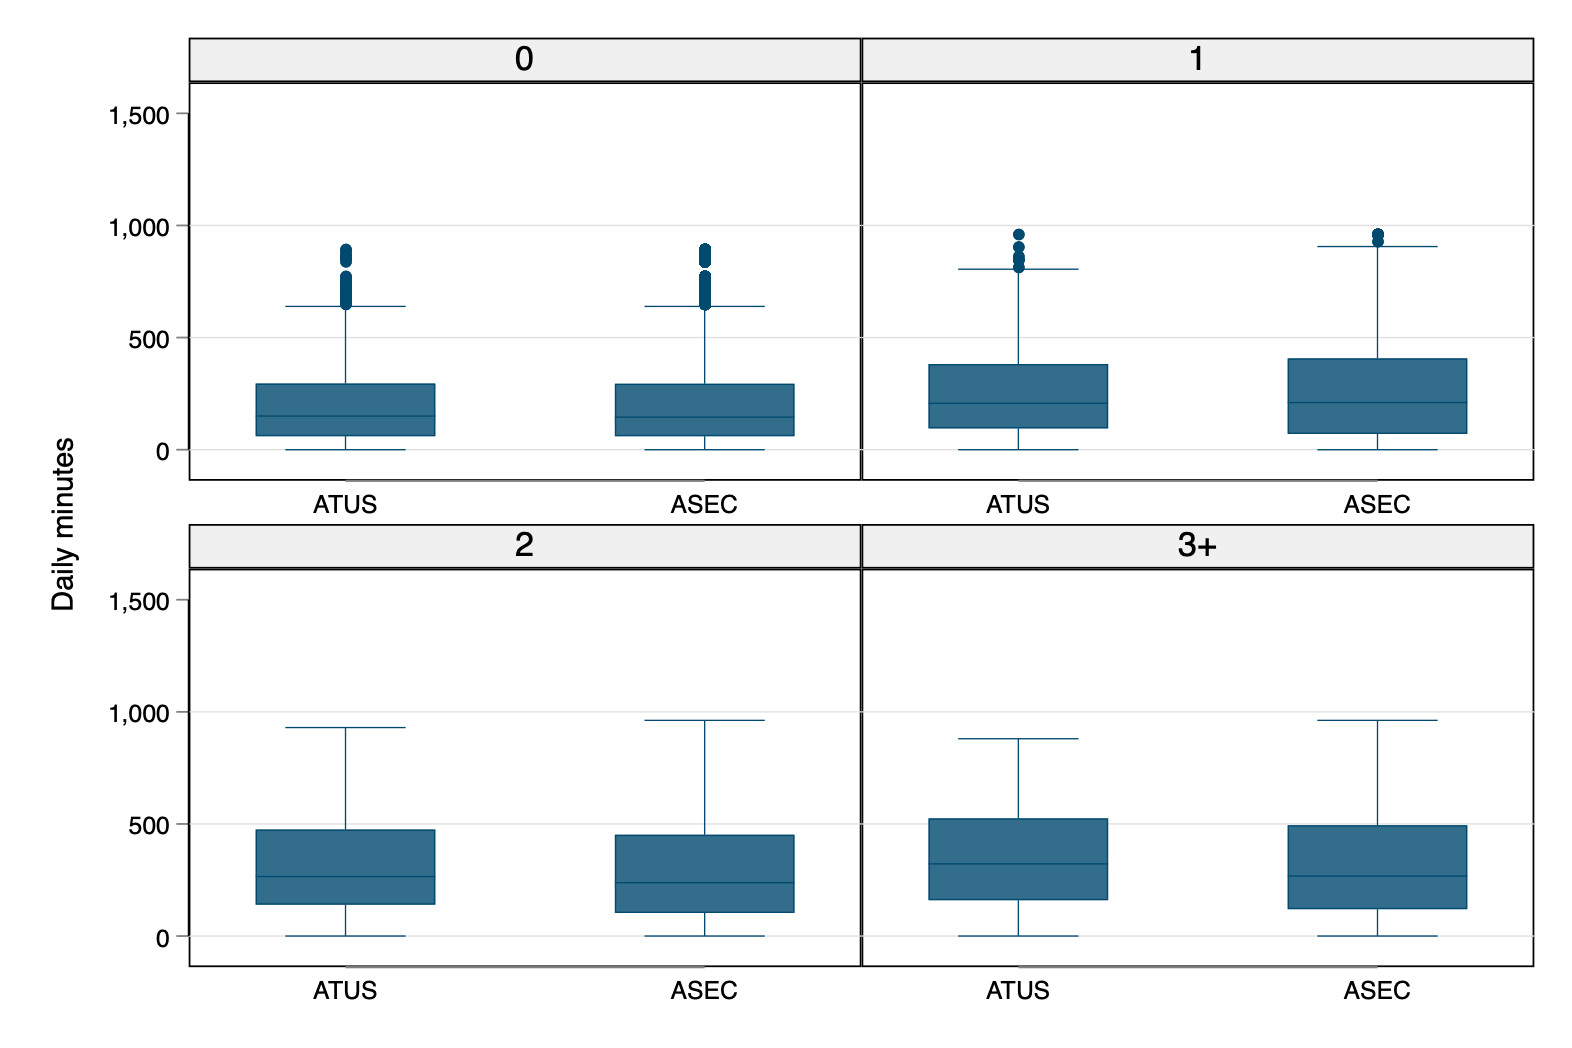 0
1
1,500
1,000
500
0
ATUS
ASEC
ATUS
ASEC
Daily minutes
2
3+
1,500
1,000
500
0
ATUS
ASEC
ATUS
ASEC